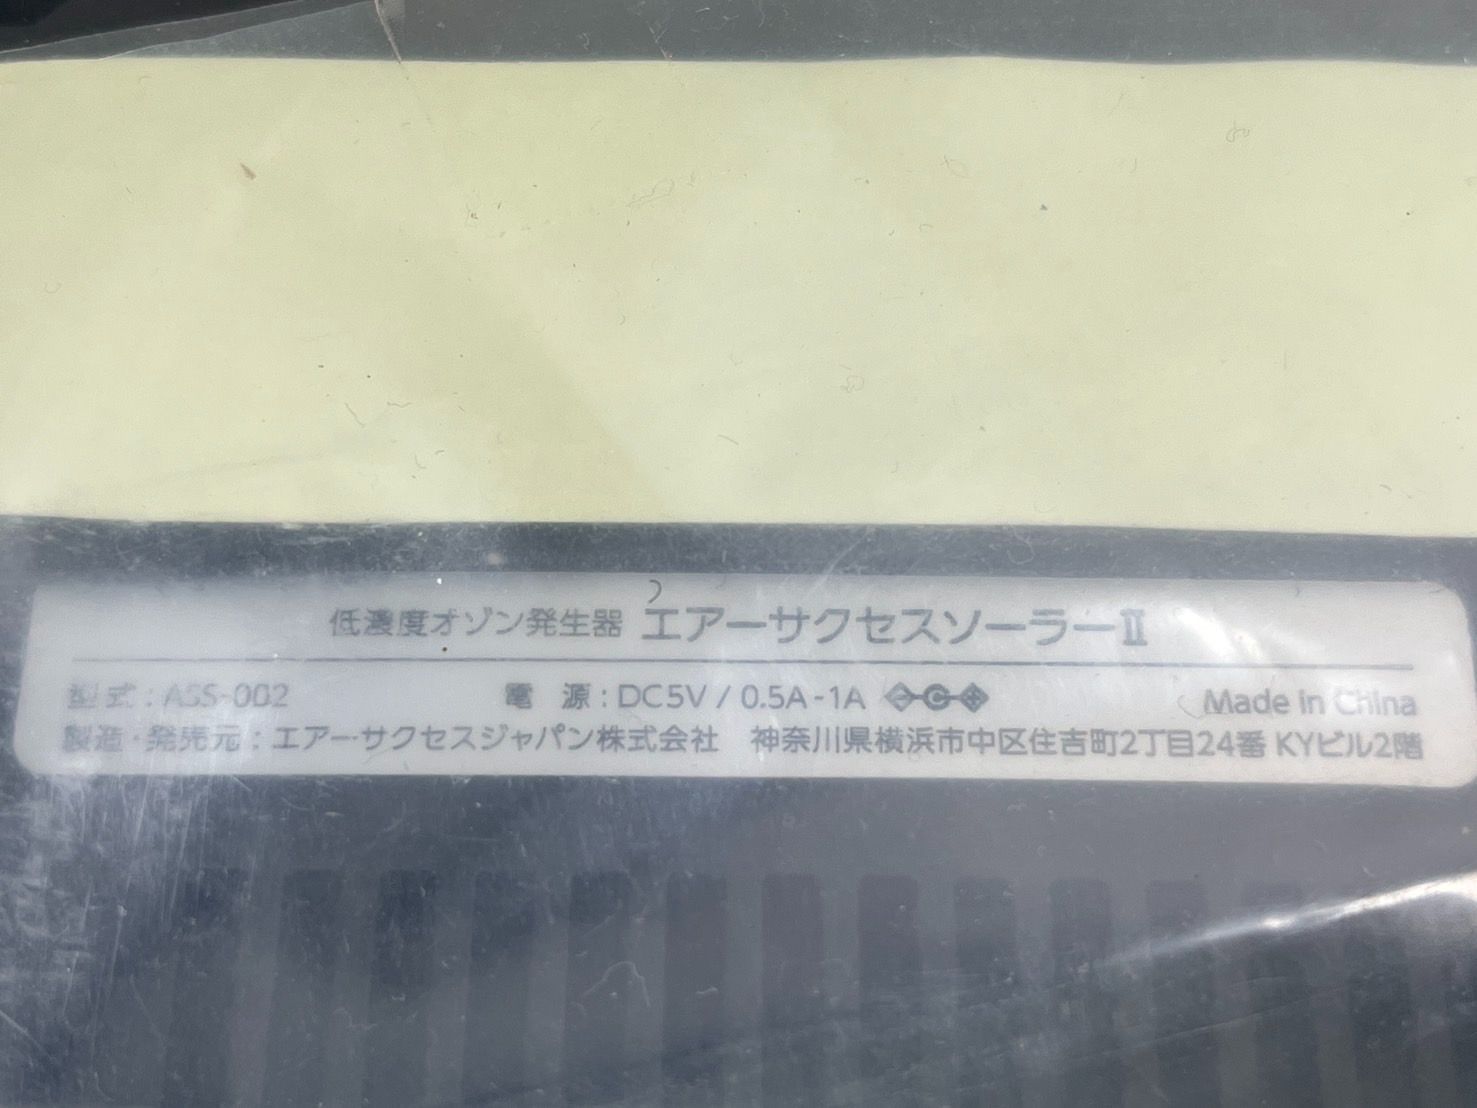 低濃度オゾン発生器 エアーサクセスソーラーⅡ
型式：ASS-002 電 源：DC5V / 0.5A-1A Made in China
製造・発売元：エアーサクセスジャパン株式会社 神奈川県横浜市中区住吉町2丁目24番 KYビル2階